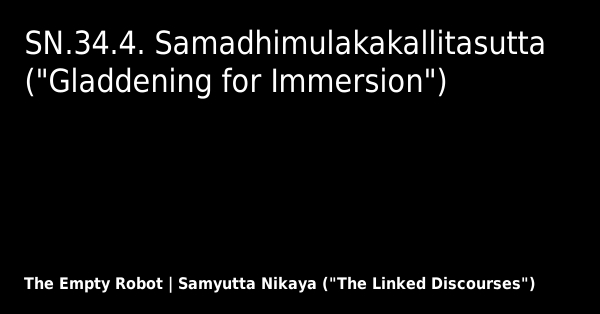 SN.34.4. Samadhimulakakallitasutta
("Gladdening for Immersion")
The Empty Robot | Samyutta Nikaya ("The Linked Discourses")